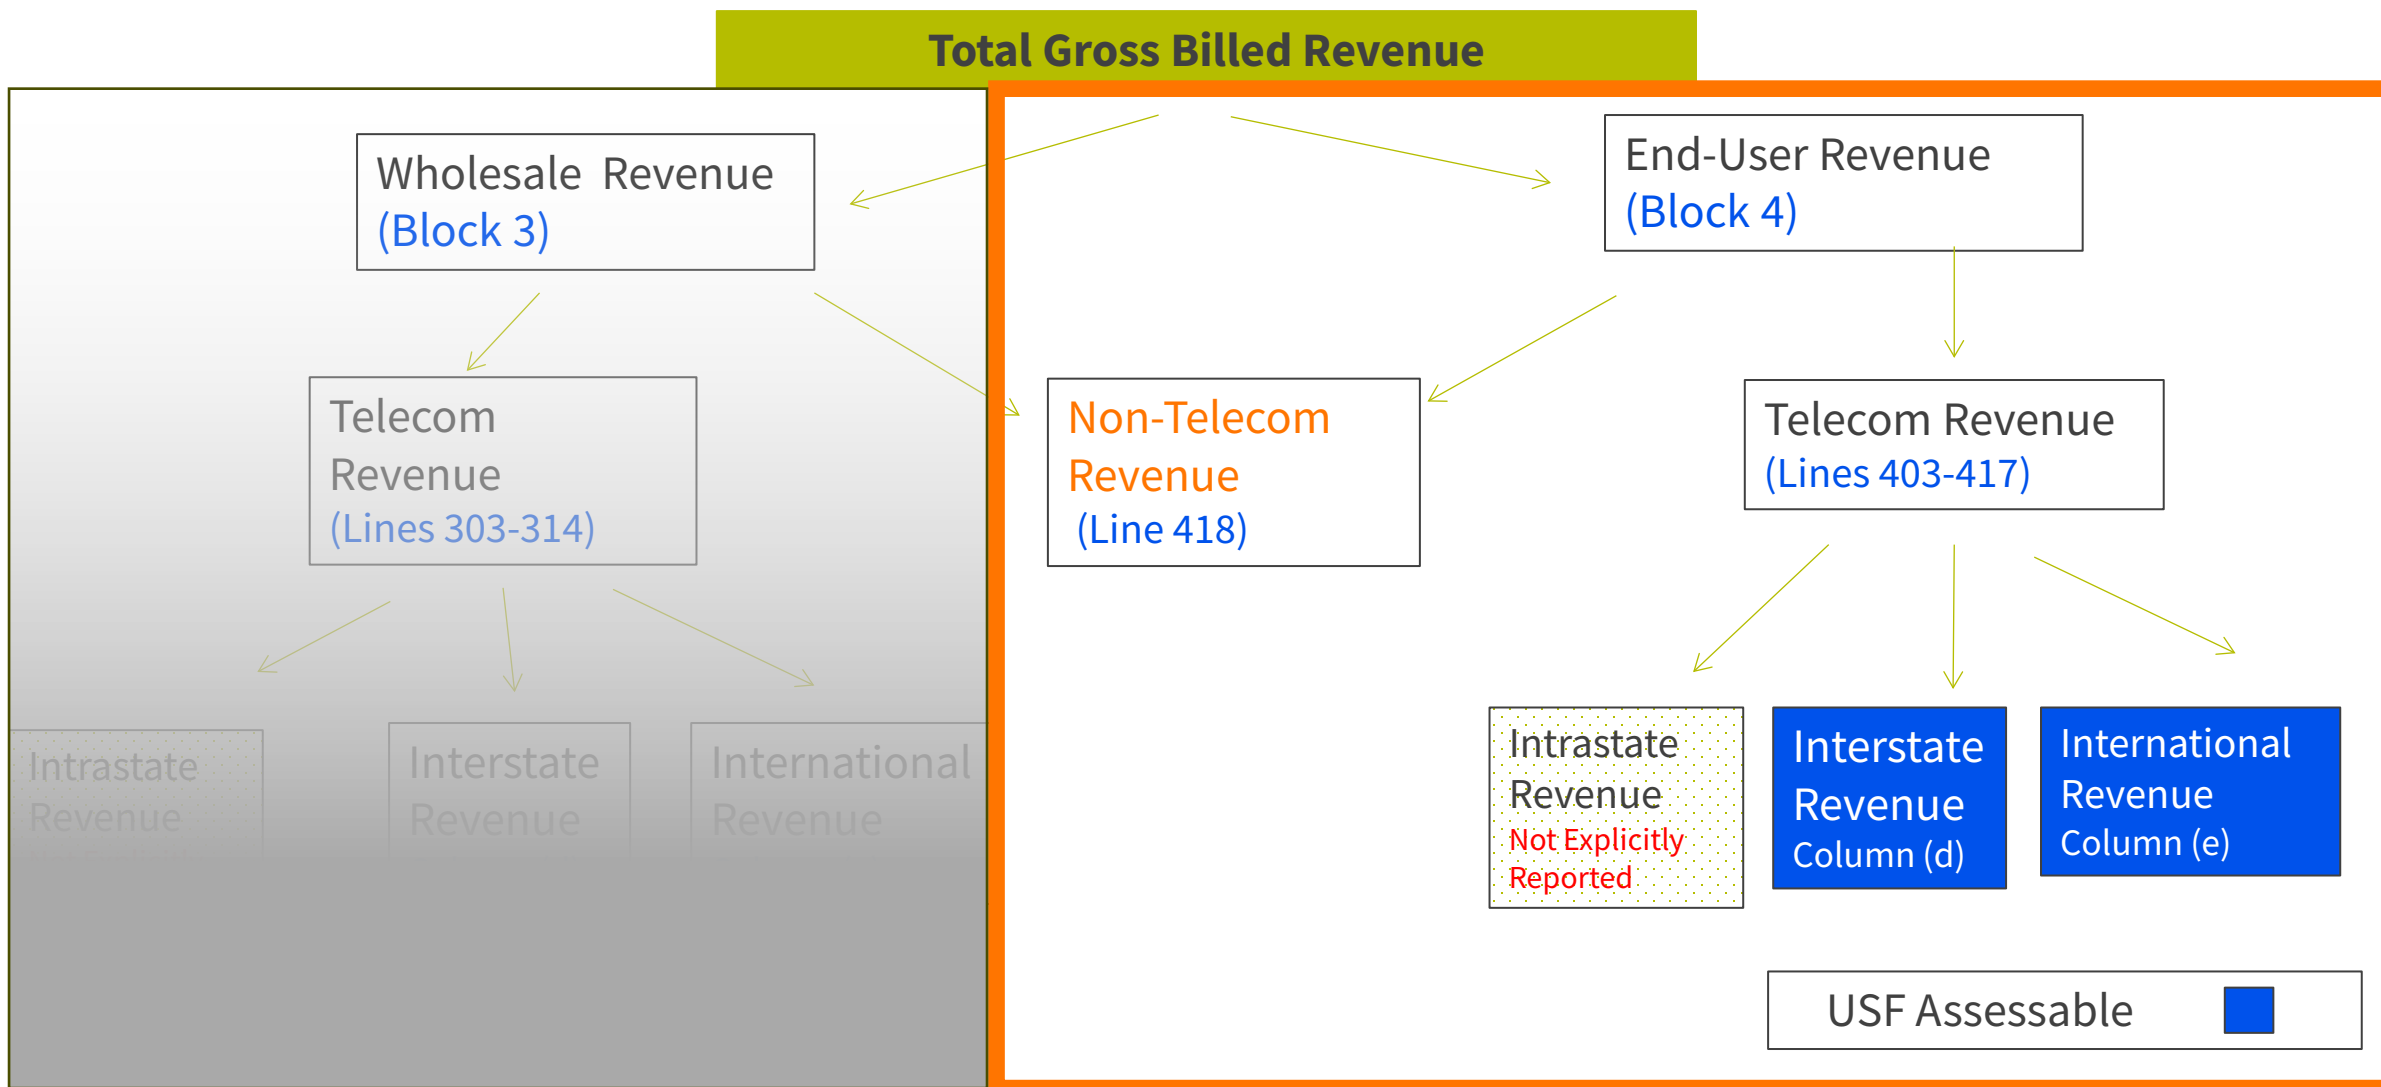 Total Gross Billed Revenue
Wholesale  Revenue
(Block 3)
End-User Revenue
(Block 4)
Telecom
Revenue
(Lines 303-314)
Non-Telecom
Revenue
(Line 418)
Telecom Revenue
(Lines 403-417)
Intrastate
Revenue
Interstate
Revenue
International
Revenue
Intrastate
Revenue
Not Explicitly
Reported
Interstate
Revenue
Column (d)
International
Revenue
Column (e)
USF Assessable